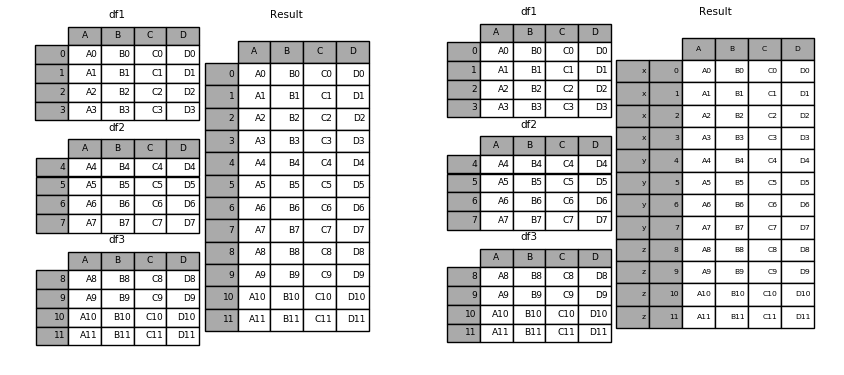 df1
A B C D
0 A0 B0 C0 D0
1 A1 B1 C1 D1
2 A2 B2 C2 D2
3 A3 B3 C3 D3
df2
A B C D
4 A4 B4 C4 D4
5 A5 B5 C5 D5
6 A6 B6 C6 D6
7 A7 B7 C7 D7
df3
A B C D
8 A8 B8 C8 D8
9 A9 B9 C9 D9
10 A10 B10 C10 D10
11 A11 B11 C11 D11
Result
A B C D
0 A0 B0 C0 D0
1 A1 B1 C1 D1
2 A2 B2 C2 D2
3 A3 B3 C3 D3
4 A4 B4 C4 D4
5 A5 B5 C5 D5
6 A6 B6 C6 D6
7 A7 B7 C7 D7
8 A8 B8 C8 D8
9 A9 B9 C9 D9
10 A10 B10 C10 D10
11 A11 B11 C11 D11
df1
A B C D
0 A0 B0 C0 D0
1 A1 B1 C1 D1
2 A2 B2 C2 D2
3 A3 B3 C3 D3
df2
A B C D
4 A4 B4 C4 D4
5 A5 B5 C5 D5
6 A6 B6 C6 D6
7 A7 B7 C7 D7
df3
A B C D
8 A8 B8 C8 D8
9 A9 B9 C9 D9
10 A10 B10 C10 D10
11 A11 B11 C11 D11
Result
A B C D
x 0 A0 B0 C0 D0
x 1 A1 B1 C1 D1
x 2 A2 B2 C2 D2
x 3 A3 B3 C3 D3
y 4 A4 B4 C4 D4
y 5 A5 B5 C5 D5
y 6 A6 B6 C6 D6
y 7 A7 B7 C7 D7
z 8 A8 B8 C8 D8
z 9 A9 B9 C9 D9
z 10 A10 B10 C10 D10
z 11 A11 B11 C11 D11